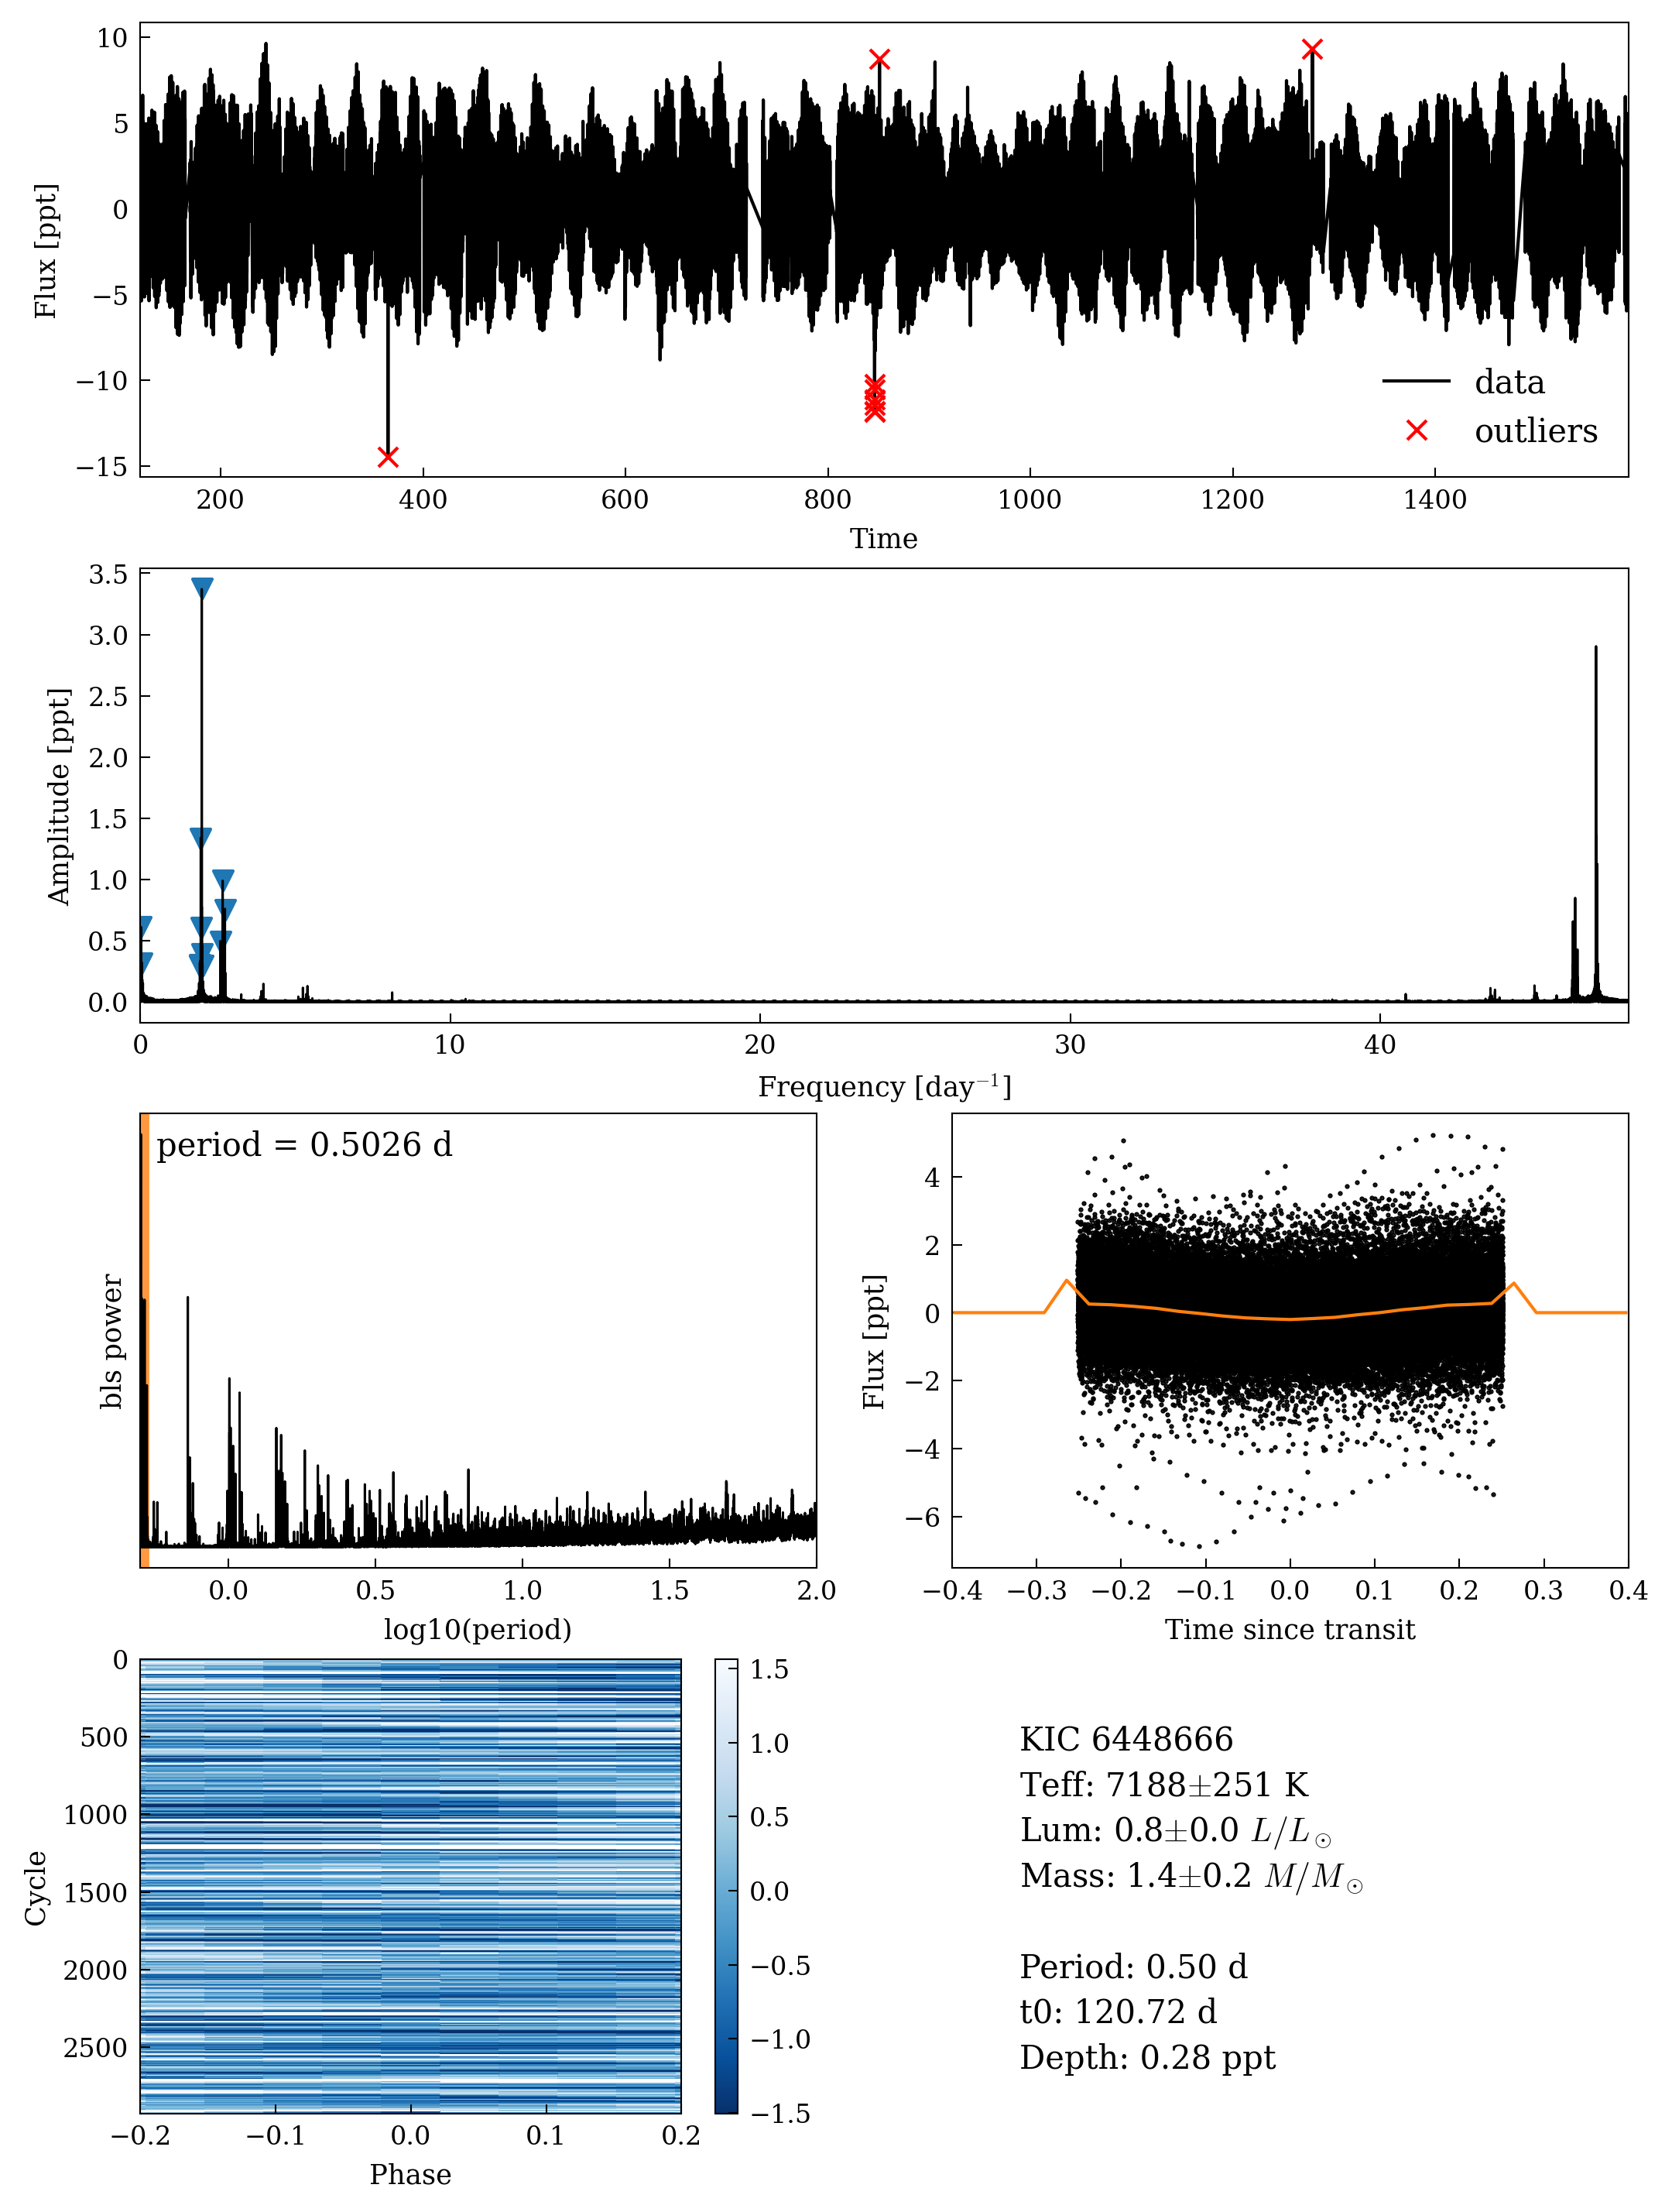 10
5
0
−5
−10
−15
Flux [ppt]
data
outliers
200 400 600 800 1000 1200 1400
Time
3.5
3.0
2.5
2.0
1.5
1.0
0.5
0.0
Amplitude [ppt]
0 10 20 30 40
Frequency [day⁻¹]
period = 0.5026 d
bls power
0.0 0.5 1.0 1.5 2.0
log10(period)
4
2
0
−2
−4
−6
Flux [ppt]
−0.4 −0.3 −0.2 −0.1 0.0 0.1 0.2 0.3 0.4
Time since transit
0
500
1000
1500
2000
2500
Cycle
−0.2 −0.1 0.0 0.1 0.2
Phase
1.5
1.0
0.5
0.0
−0.5
−1.0
−1.5
KIC 6448666
Teff: 7188±251 K
Lum: 0.8±0.0 L/L⊙
Mass: 1.4±0.2 M/M⊙
Period: 0.50 d
t0: 120.72 d
Depth: 0.28 ppt